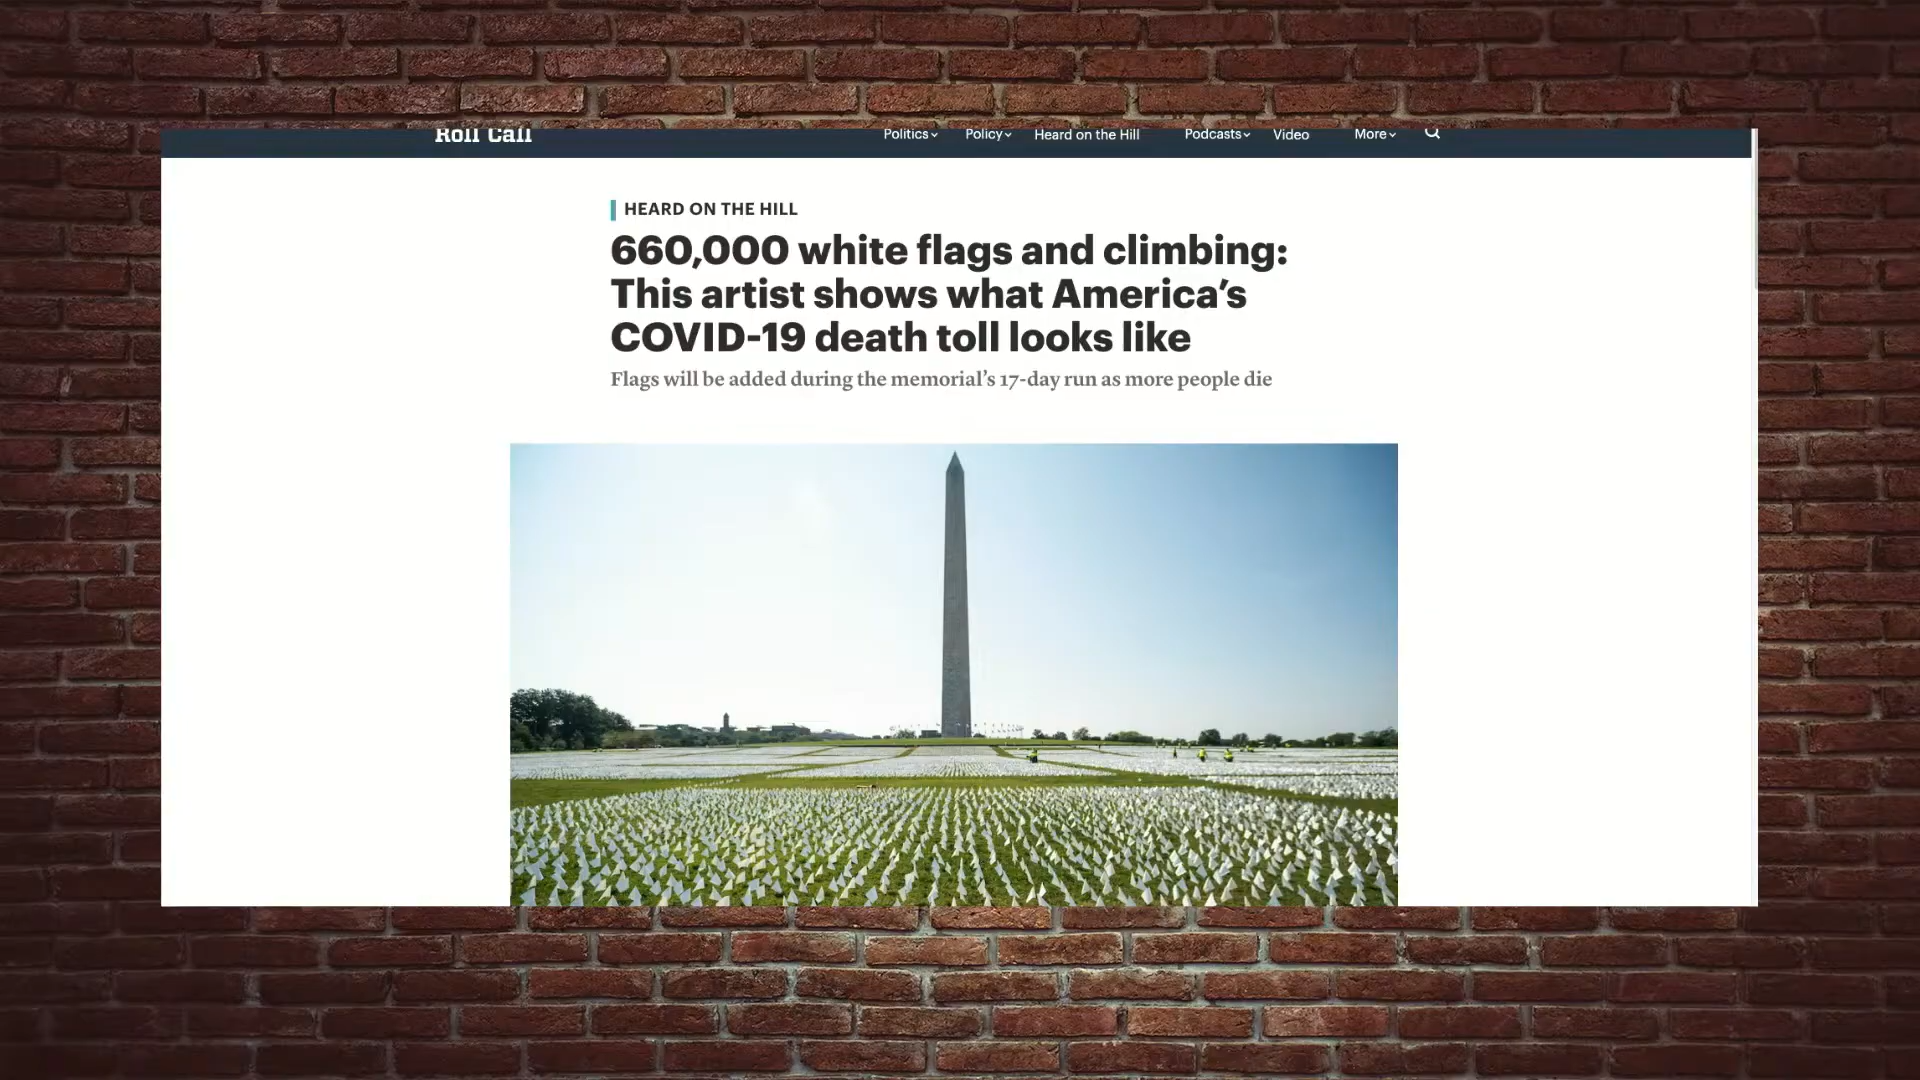 Roll Call
Politics Policy Heard on the Hill Podcasts Video More
HEARD ON THE HILL
660,000 white flags and climbing:
This artist shows what America’s
COVID-19 death toll looks like
Flags will be added during the memorial’s 17-day run as more people die